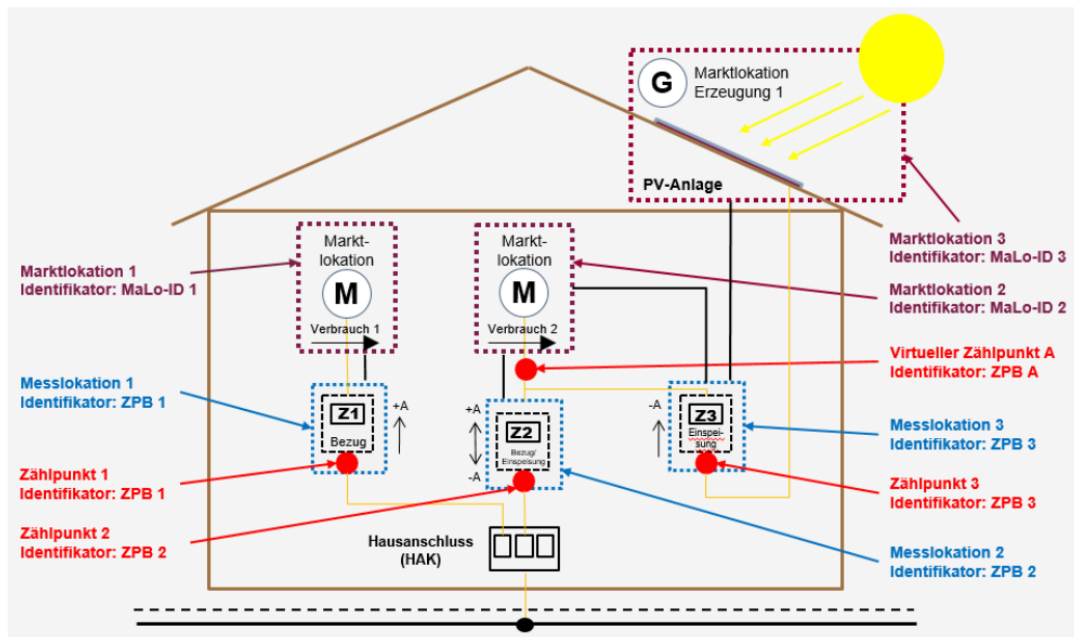 G
Marktlokation
Erzeugung 1
PV-Anlage
Markt-
lokation
M
Verbrauch 1
Markt-
lokation
M
Verbrauch 2
Marktlokation 1
Identifikator: MaLo-ID 1
Messlokation 1
Identifikator: ZPB 1
Zählpunkt 1
Identifikator: ZPB 1
Zählpunkt 2
Identifikator: ZPB 2
Z1
Bezug
+A
+A
-A
Z2
Bezug/
Einspeisung
-A
Z3
Einspei-
sung
Hausanschluss
(HAK)
Marktlokation 3
Identifikator: MaLo-ID 3
Marktlokation 2
Identifikator: MaLo-ID 2
Virtueller Zählpunkt A
Identifikator: ZPB A
Messlokation 3
Identifikator: ZPB 3
Zählpunkt 3
Identifikator: ZPB 3
Messlokation 2
Identifikator: ZPB 2